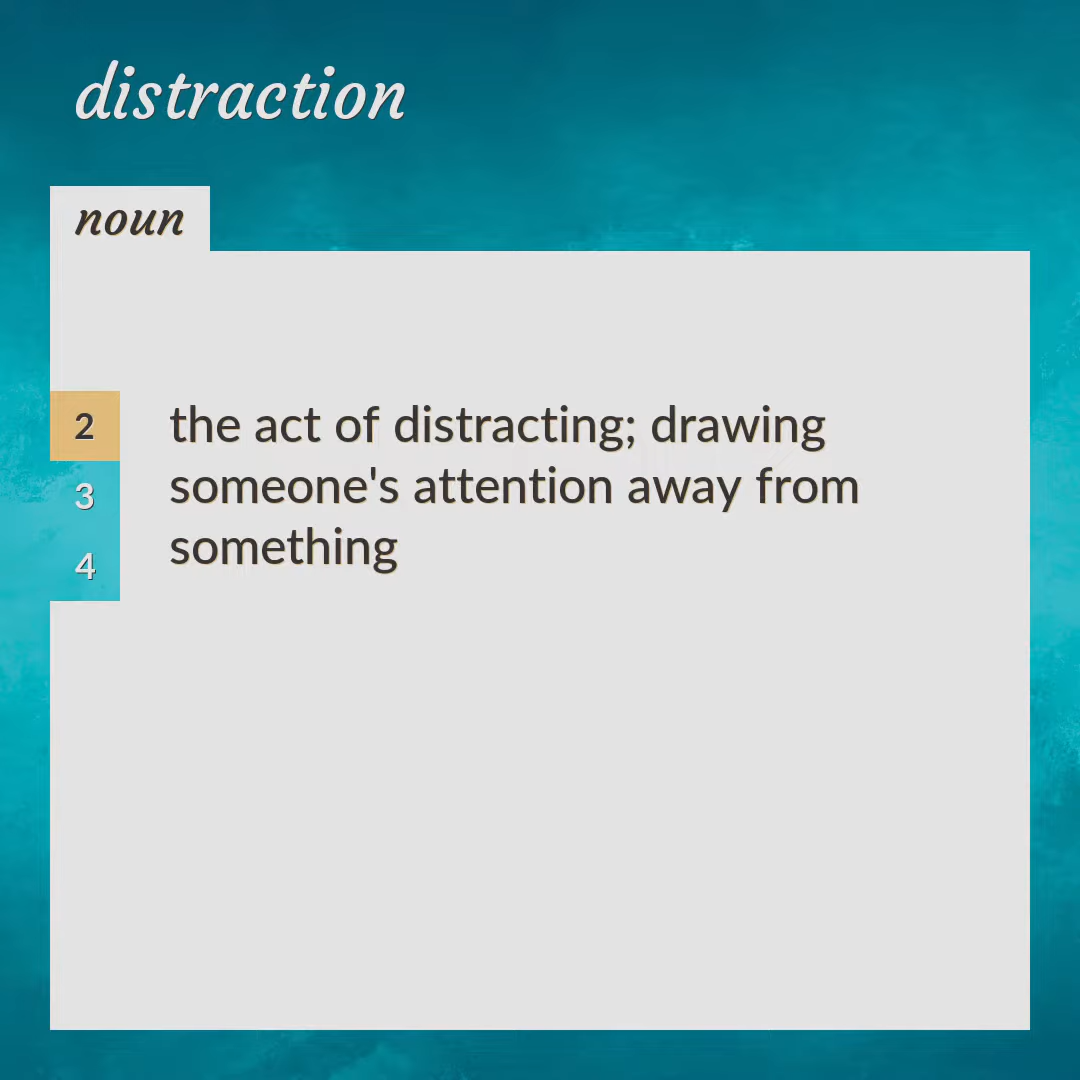 distraction
noun
2
the act of distracting; drawing
someone's attention away from
something
3
4